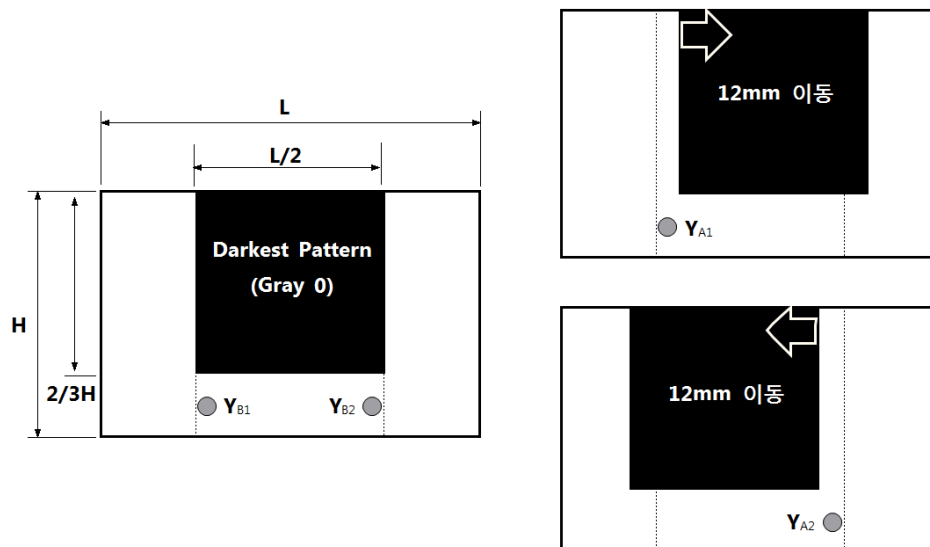 L
L/2
Darkest Pattern
(Gray 0)
H
2/3H
YB1
YB2
12mm 이동
YA1
12mm 이동
YA2